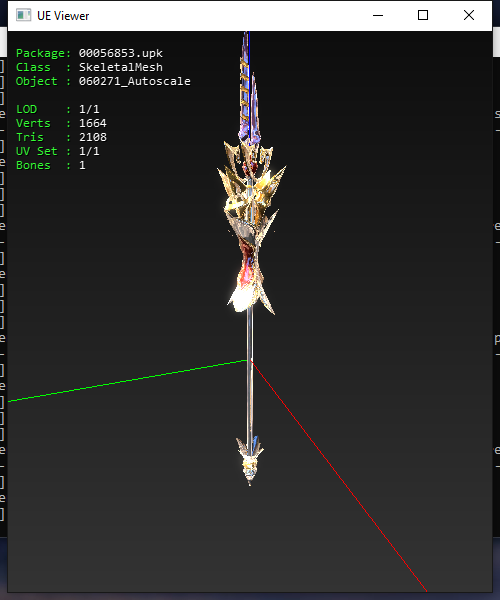 UE Viewer
Package: 00056853.upk
Class : SkeletalMesh
Object : 060271_Autoscale
LOD : 1/1
Verts : 1664
Tris : 2108
UV Set : 1/1
Bones : 1